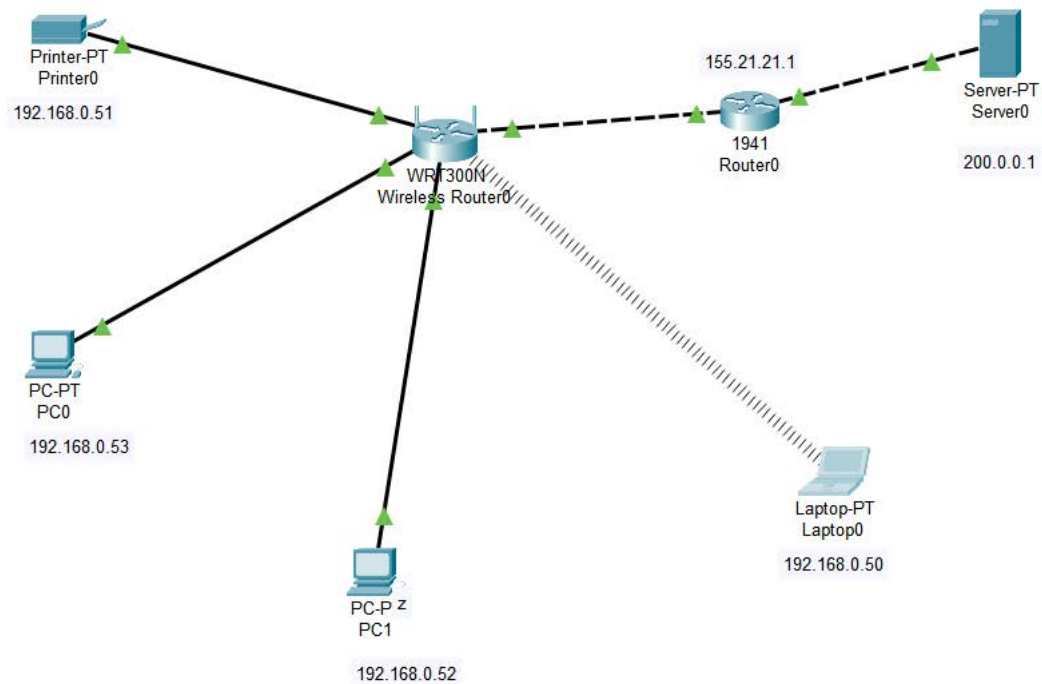 Printer-PT
Printer0
192.168.0.51
155.21.21.1
1941
Router0
Server-PT
Server0
200.0.0.1
WRT300N
Wireless Router0
PC-PT
PC0
192.168.0.53
Laptop-PT
Laptop0
192.168.0.50
PC-P z
PC1
192.168.0.52